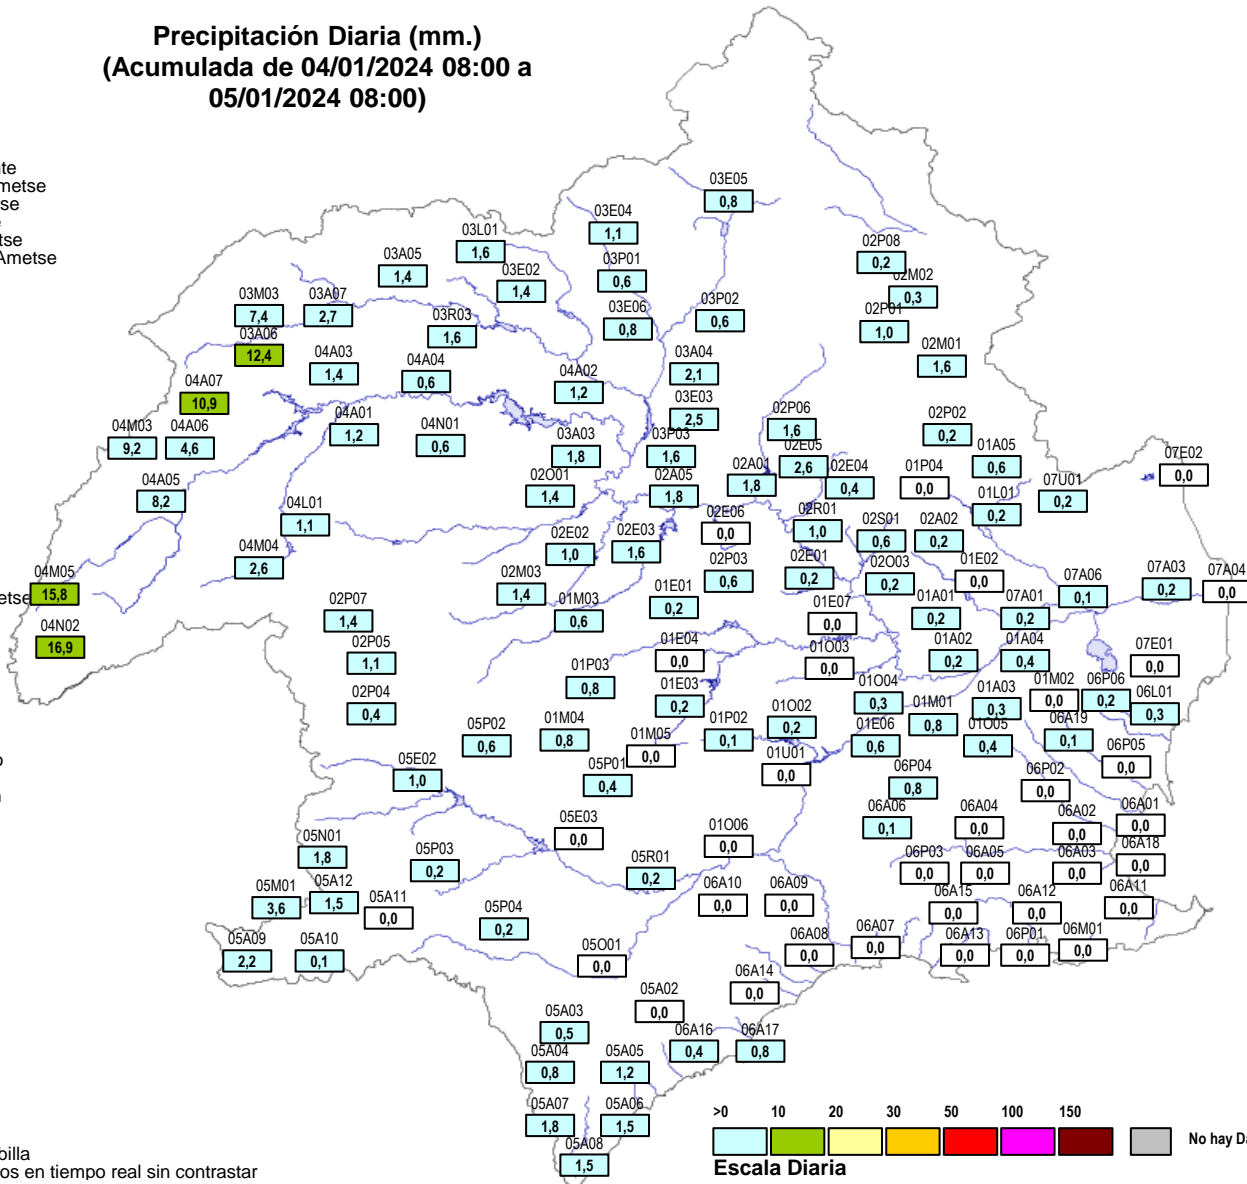 Precipitación Diaria (mm.)
(Acumulada de 04/01/2024 08:00 a
05/01/2024 08:00)
nte
metse
tse
e
tse
Ametse
03E05
0,8
03E04
1,1
03L01
1,6
03A05
1,4
03E02
1,4
03P01
0,6
02P08
0,2
02M02
0,3
03M03
7,4
03A07
2,7
03R03
1,6
03E06
0,8
03P02
0,6
02P01
1,0
03A06
12,4
04A03
1,4
04A04
0,6
04A02
1,2
03A04
2,1
02M01
1,6
04A07
10,9
03E03
2,5
04M03
9,2
04A06
4,6
04A01
1,2
04N01
0,6
03A03
1,8
03P03
1,6
02P06
1,6
02P02
0,2
02E05
2,6
01A05
0,6
07E02
0,0
04A05
8,2
02O01
1,4
02A05
1,8
02A01
1,8
02E04
0,4
01P04
0,0
01L01
0,2
07U01
0,2
04L01
1,1
02E06
0,0
02R01
1,0
02S01
0,6
02A02
0,2
04M04
2,6
02E02
1,0
02E03
1,6
04M05
15,8
etse
02M03
1,4
02P03
0,6
02E01
0,2
02O03
0,2
01E02
0,0
07A06
0,1
07A03
0,2
07A04
0,0
04N02
16,9
02P07
1,4
01M03
0,6
01E01
0,2
01E07
0,0
01A01
0,2
07A01
0,2
02P05
1,1
01E04
0,0
01O03
0,0
01A02
0,2
01A04
0,4
07E01
0,0
02P04
0,4
01P03
0,8
01E03
0,2
01O04
0,3
01A03
0,3
01M02
0,0
06P06
0,2
06L01
0,3
05P02
0,6
01M04
0,8
01M05
0,0
01P02
0,1
01O02
0,2
01E06
0,6
01M01
0,8
01O05
0,4
06A19
0,1
06P05
0,0
05E02
1,0
05P01
0,4
01U01
0,0
06P04
0,8
06P02
0,0
05E03
0,0
01O06
0,0
06A06
0,1
06A04
0,0
06A02
0,0
06A01
0,0
05N01
1,8
05P03
0,2
05R01
0,2
06P03
0,0
06A05
0,0
06A03
0,0
06A18
0,0
05M01
3,6
05A12
1,5
05A11
0,0
06A10
0,0
06A09
0,0
06A15
0,0
06A12
0,0
06A11
0,0
05P04
0,2
05A09
2,2
05A10
0,1
05O01
0,0
06A08
0,0
06A07
0,0
06A13
0,0
06P01
0,0
06M01
0,0
05A02
0,0
06A14
0,0
05A03
0,5
06A16
0,4
06A17
0,8
05A04
0,8
05A05
1,2
05A07
1,8
05A06
1,5
05A08
1,5
>0 10 20 30 50 100 150
No hay Da
Escala Diaria
billa
os en tiempo real sin contrastar